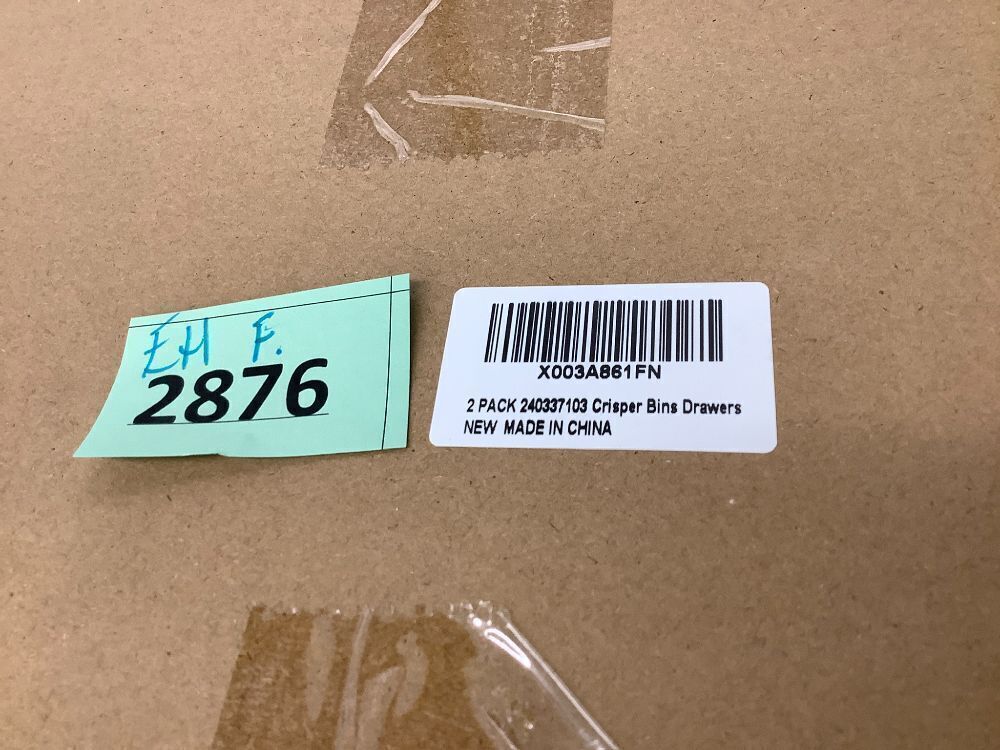 EH F.
2876
X003A861FN
2 PACK 240337103 Crisper Bins Drawers
NEW MADE IN CHINA